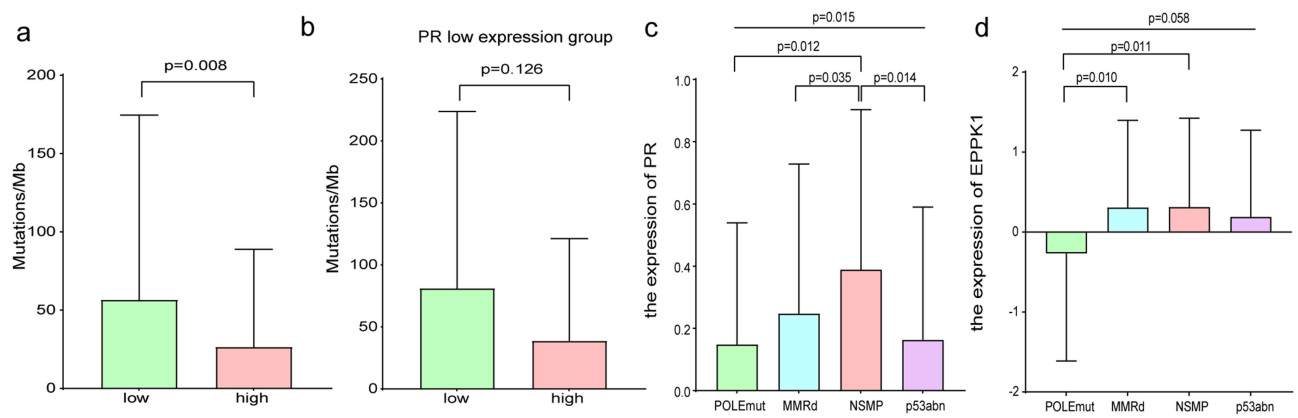 a
200
150
100
50
0
Mutations/Mb
p=0.008
low
high
b
PR low expression group
250
200
150
100
50
0
Mutations/Mb
p=0.126
low
high
c
p=0.015
p=0.012
p=0.035
p=0.014
1.0
0.8
0.6
0.4
0.2
0.0
the expression of PR
POLEmut
MMRd
NSMP
p53abn
d
p=0.058
p=0.011
p=0.010
2
1
0
-1
-2
the expression of EPPK1
POLEmut
MMRd
NSMP
p53abn